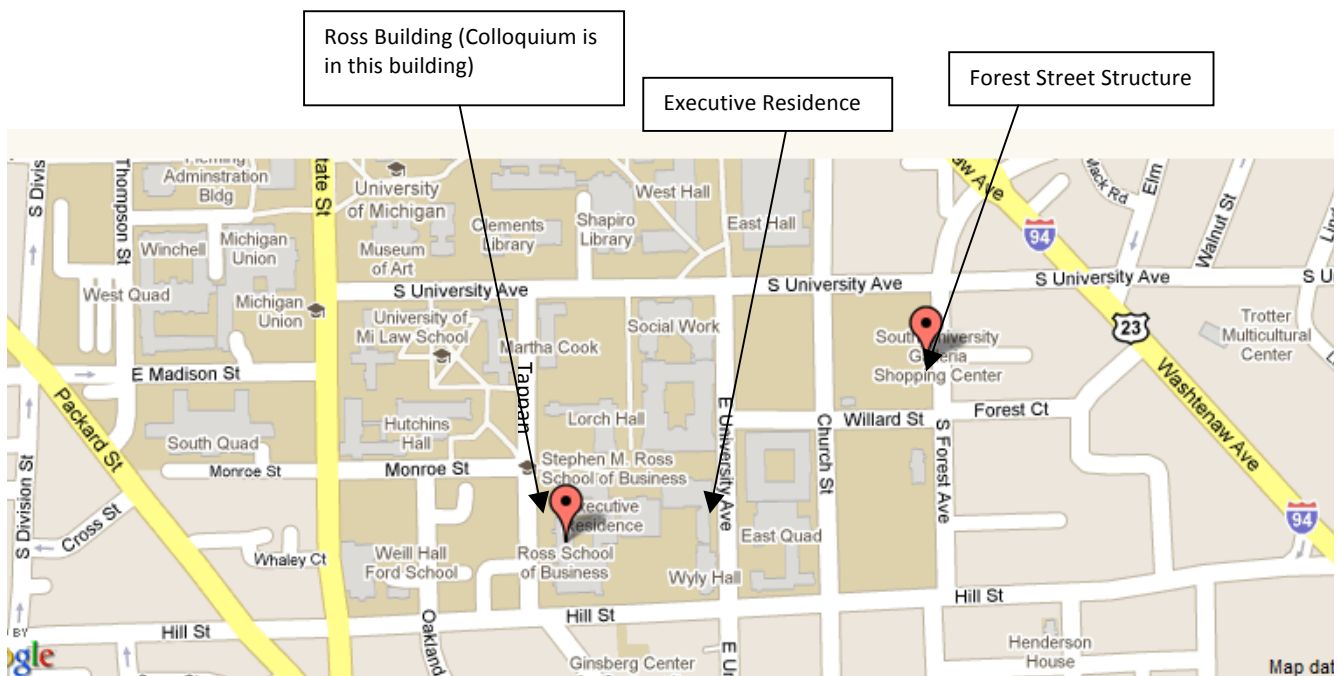 Ross Building (Colloquium is
in this building)
Executive Residence
Forest Street Structure
S Divis
Thompson St
Fleming
Adminstration
Bldg
tate St
University
of Michigan
Clements
Library
Shapiro
Library
West Hall
East Hall
aw Ave
Mack Rd
Elm
Walnut St
94
Winchell
Michigan
Union
Museum
of Art
West Quad
Michigan
Union
S University Ave
S University Ave
S University Ave
S Un
University of
Mi Law School
Martha Cook
Social Work
South University
Galleria
Shopping Center
23
Trotter
Multicultural
Center
E Madison St
Tappan
Packard St
Washtenaw Ave
South Quad
Hutchins
Hall
Lorch Hall
E University Ave
Church St
Willard St
Forest Ct
S Forest Ave
Monroe St
Monroe St
Stephen M. Ross
School of Business
Executive
Residence
S Division St
Cross St
Whaley Ct
Weill Hall
Ford School
Ross School
of Business
Wyly Hall
East Quad
94
Hill St
Hill St
Hill St
Oakland
Ginsberg Center
E Un
Henderson
House
BY
ogle
Map dat